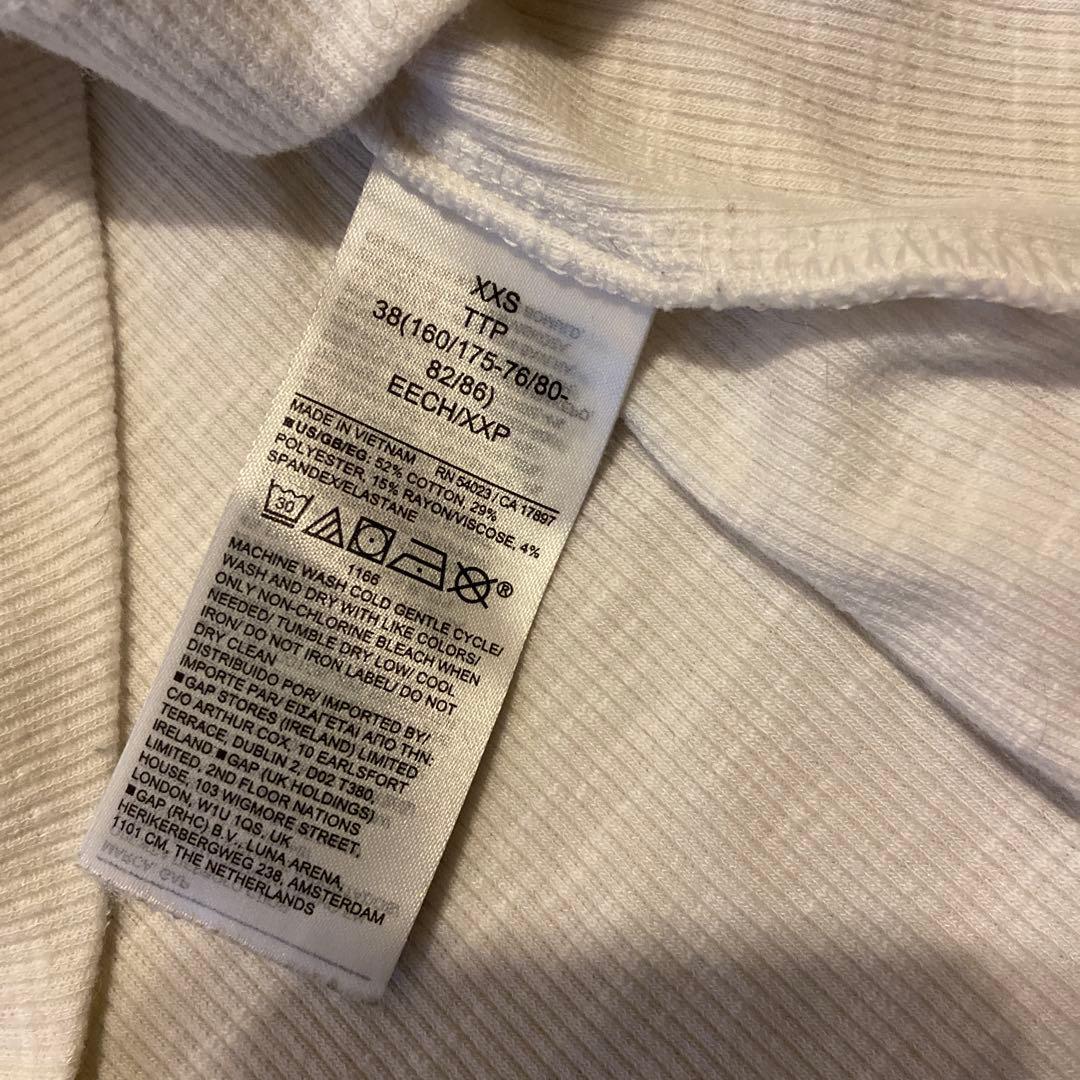 XXS
TTP
38(160/175-76/80-
82/86)
EECH/XXP
MADE IN VIETNAM RN 54023 / CA 17897
■US/GB/EG: 52% COTTON, 29%
POLYESTER, 15% RAYON/VISCOSE, 4%
SPANDEX/ELASTANE
30
®
1166
MACHINE WASH COLD GENTLE CYCLE/
WASH AND DRY WITH LIKE COLORS/
ONLY NON-CHLORINE BLEACH WHEN
NEEDED/ TUMBLE DRY LOW/ COOL
IRON/ DO NOT IRON LABEL/ DO NOT
DRY CLEAN
DISTRIBUIDO POR/ IMPORTED BY/
IMPORTE PAR/ ΕΙΣΑΓΕΤΑΙ ΑΠΟ ΤΗΝ:
■GAP STORES (IRELAND) LIMITED
C/O ARTHUR COX, 10 EARLSFORT
TERRACE, DUBLIN 2, D02 T380,
IRELAND ■GAP (UK HOLDINGS)
LIMITED, 2ND FLOOR NATIONS
HOUSE, 103 WIGMORE STREET,
LONDON, W1U 1QS, UK
■GAP (RHC) B.V., LUNA ARENA,
HERIKERBERGWEG 238, AMSTERDAM
1101 CM, THE NETHERLANDS